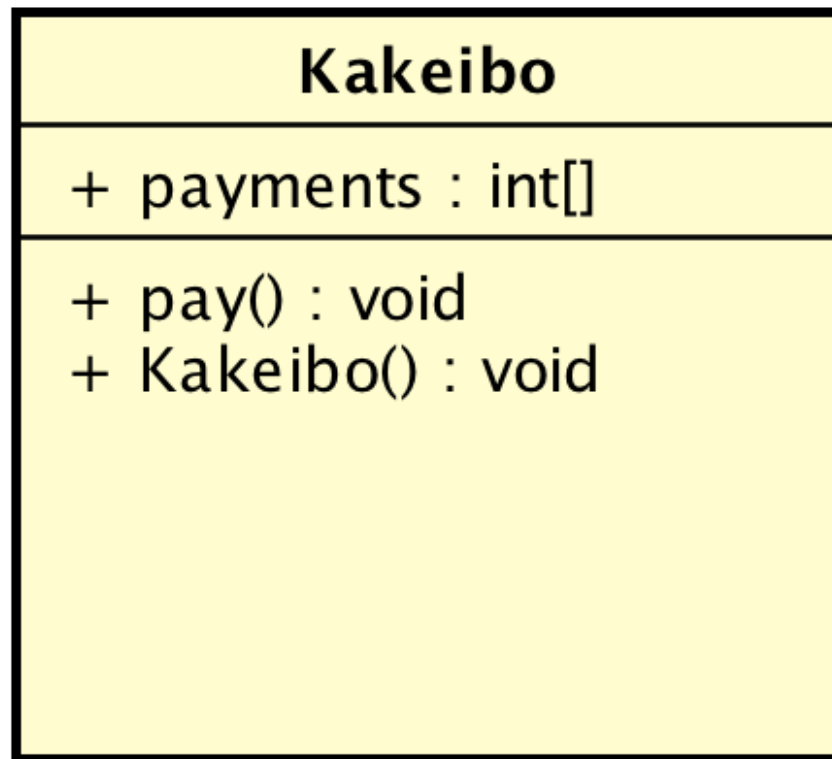 Kakeibo
+ payments : int[]
+ pay() : void
+ Kakeibo() : void